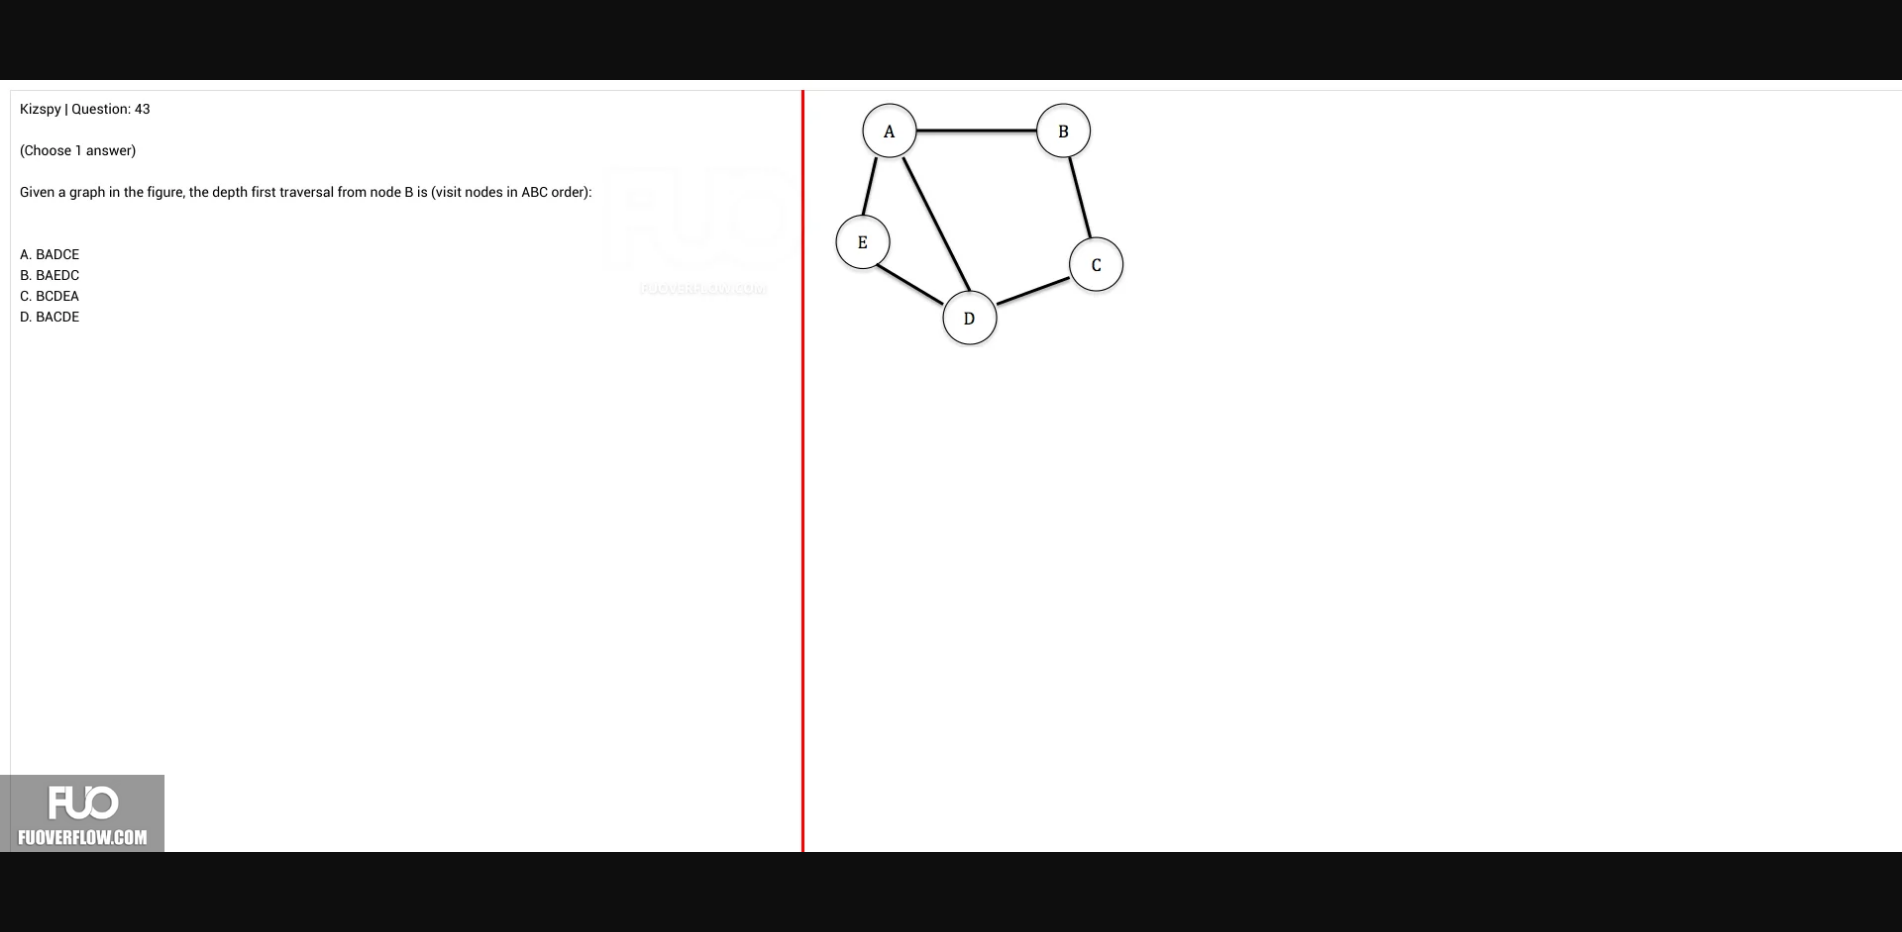 Kizspy | Question: 43
(Choose 1 answer)
Given a graph in the figure, the depth first traversal from node B is (visit nodes in ABC order):
A. BADCE
B. BAEDC
C. BCDEA
D. BACDE
A
B
E
C
D
FUO
FUOVERFLOW.COM
FUO
FUOVERFLOW.COM